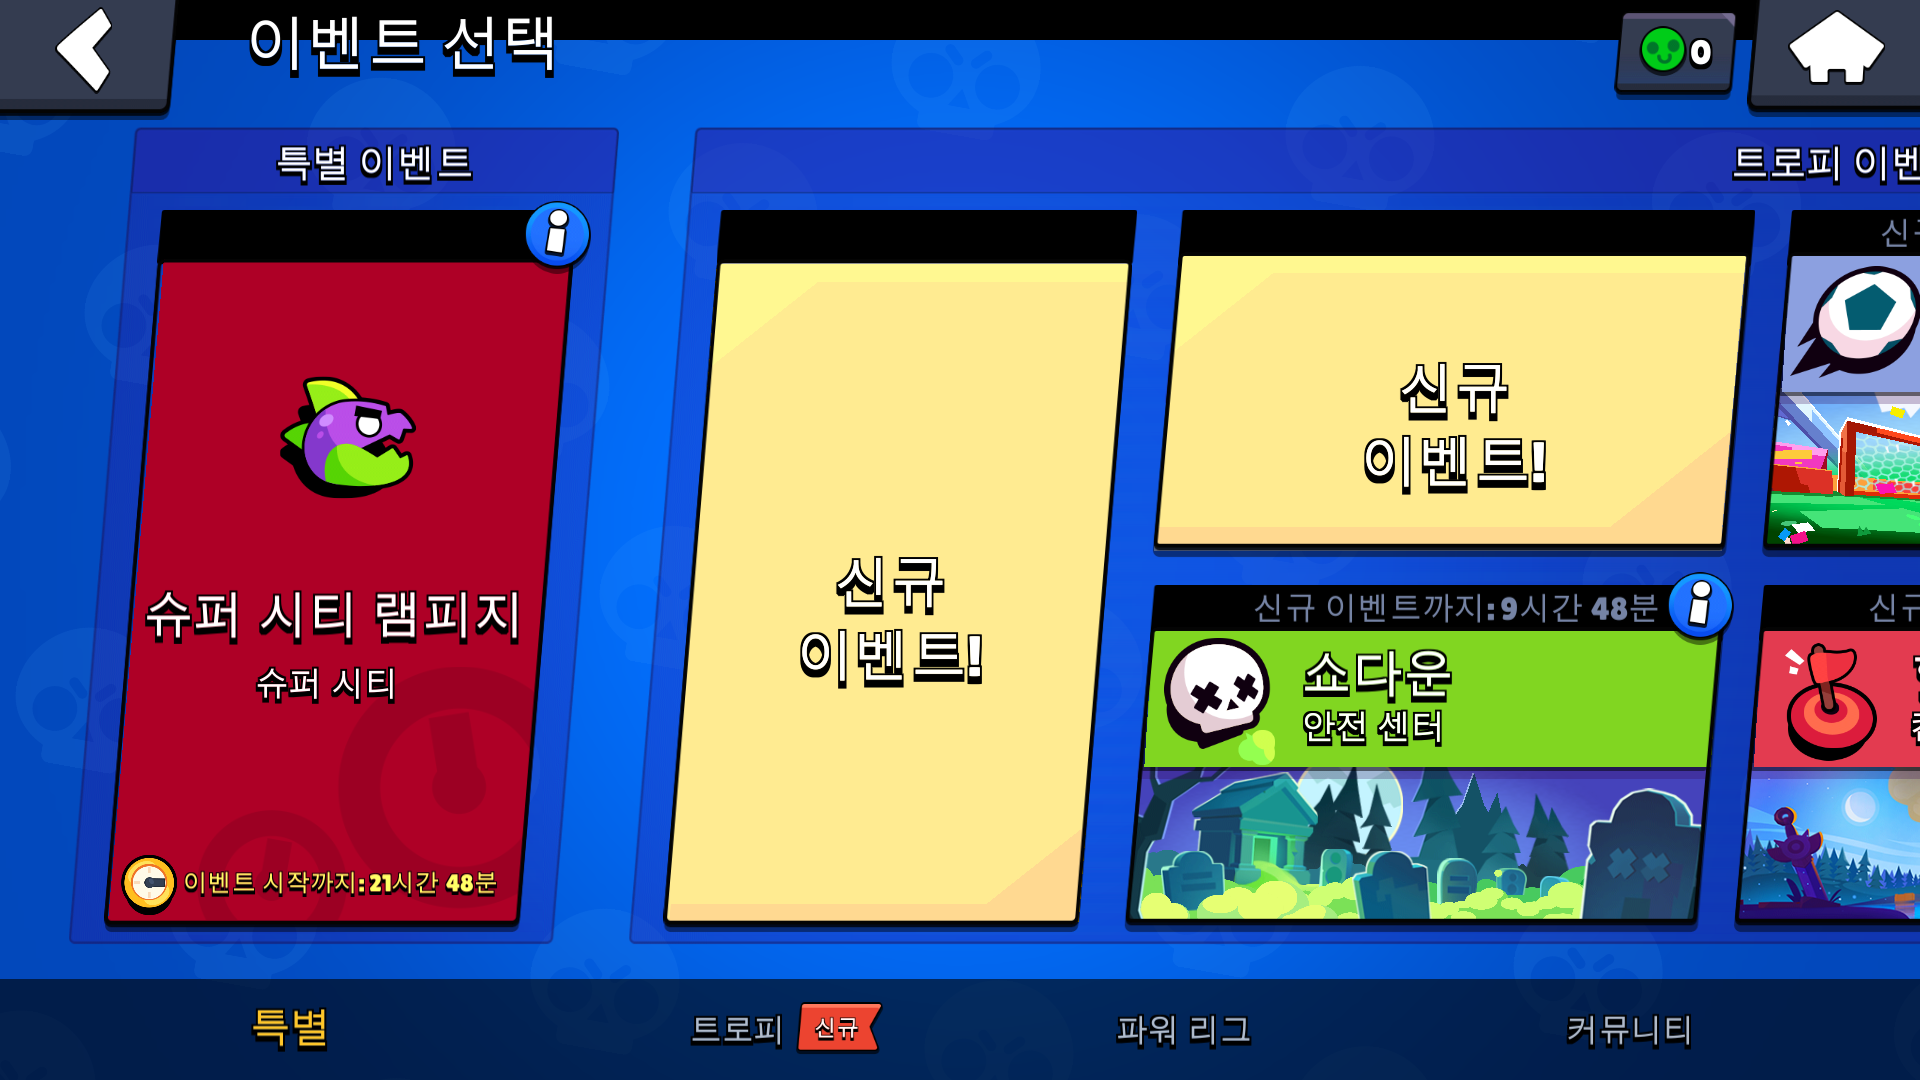 이벤트 선택
0
특별 이벤트
슈퍼 시티 램피지
슈퍼 시티
이벤트 시작까지: 21시간 48분
트로피 이벤
신규
이벤트!
신규
이벤트!
신규 이벤트까지: 9시간 48분
쇼다운
안전 센터
신규
특별
트로피
신규
파워 리그
커뮤니티